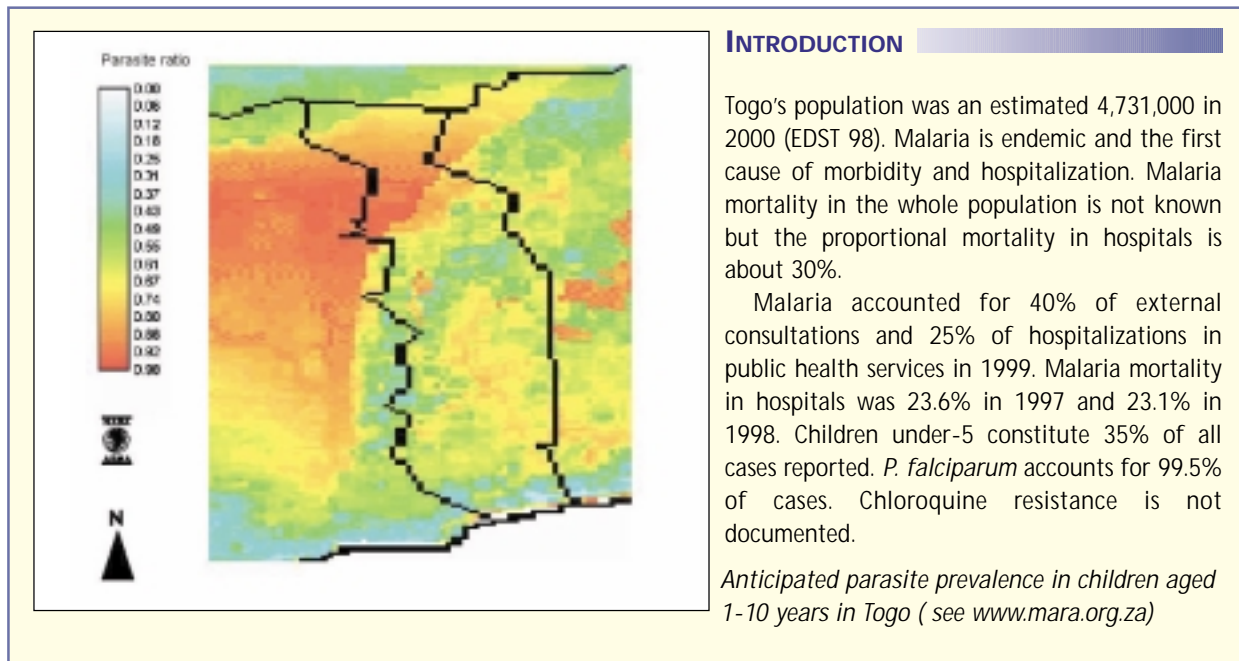 Parasite ratio
0.00
0.06
0.12
0.18
0.25
0.31
0.37
0.43
0.49
0.55
0.61
0.67
0.74
0.80
0.86
0.92
0.98
N
INTRODUCTION
Togo's population was an estimated 4,731,000 in
2000 (EDST 98). Malaria is endemic and the first
cause of morbidity and hospitalization. Malaria
mortality in the whole population is not known
but the proportional mortality in hospitals is
about 30%.
Malaria accounted for 40% of external
consultations and 25% of hospitalizations in
public health services in 1999. Malaria mortality
in hospitals was 23.6% in 1997 and 23.1% in
1998. Children under-5 constitute 35% of all
cases reported. P. falciparum accounts for 99.5%
of cases. Chloroquine resistance is not
documented.
Anticipated parasite prevalence in children aged
1-10 years in Togo ( see www.mara.org.za)